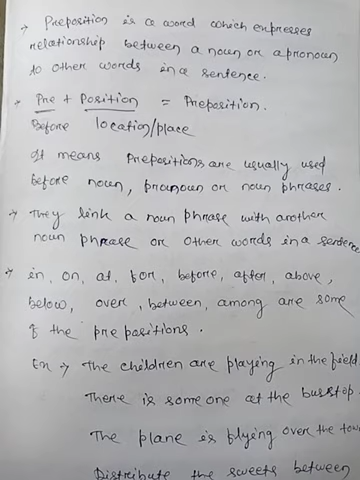 → Preposition is a word which expresses
relationship between a noun or a pronoun
to other words in a sentence.
→ Pre + Position = Preposition.
Before location/place
It means Prepositions are usually used
before noun, pronoun or noun phrases.
→ They link a noun phrase with another
noun phrase or other words in a sentence
→ in, on, at, for, before, after, above,
below, over, between, among are some
of the prepositions.
Ex → The children are playing in the field.
There is someone at the bus stop.
The plane is flying over the
Distribute the sweets between